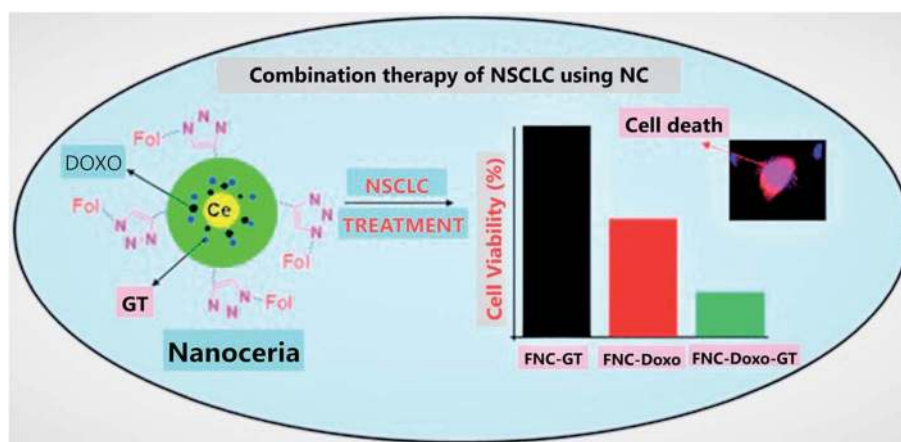 Combination therapy of NSCLC using NC
Fol
N
N
N
DOXO
Fol
N
N
N
Ce
N
N
N
Fol
GT
N
N
N
Fol
Nanoceria
NSCLC
TREATMENT
Cell Viability (%)
Cell death
FNC-GT
FNC-Doxo
FNC-Doxo-GT